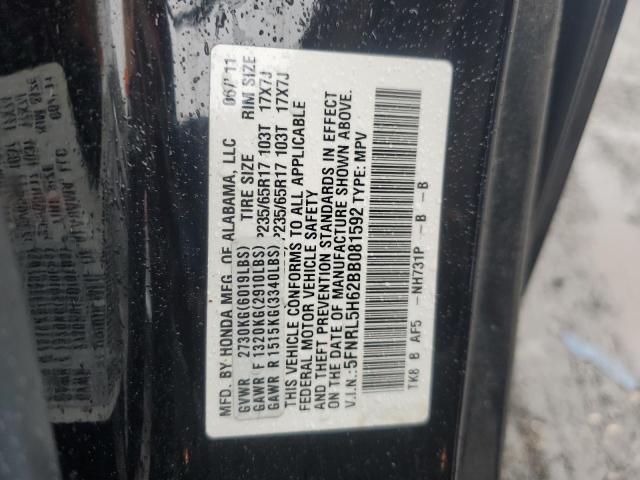 MFD. BY HONDA MFG. OF ALABAMA, LLC 06/11
GVWR 2730KG(6019LBS) TIRE SIZE RIM SIZE
GAWR F 1320KG(2910LBS) P235/65R17 103T 17X7J
GAWR R 1515KG(3340LBS) P235/65R17 103T 17X7J
THIS VEHICLE CONFORMS TO ALL APPLICABLE
FEDERAL MOTOR VEHICLE SAFETY
AND THEFT PREVENTION STANDARDS IN EFFECT
ON THE DATE OF MANUFACTURE SHOWN ABOVE.
V.I.N.:5FNRL5H62BB081592 TYPE: MPV
TK8 B AF5 -NH731P -B -B